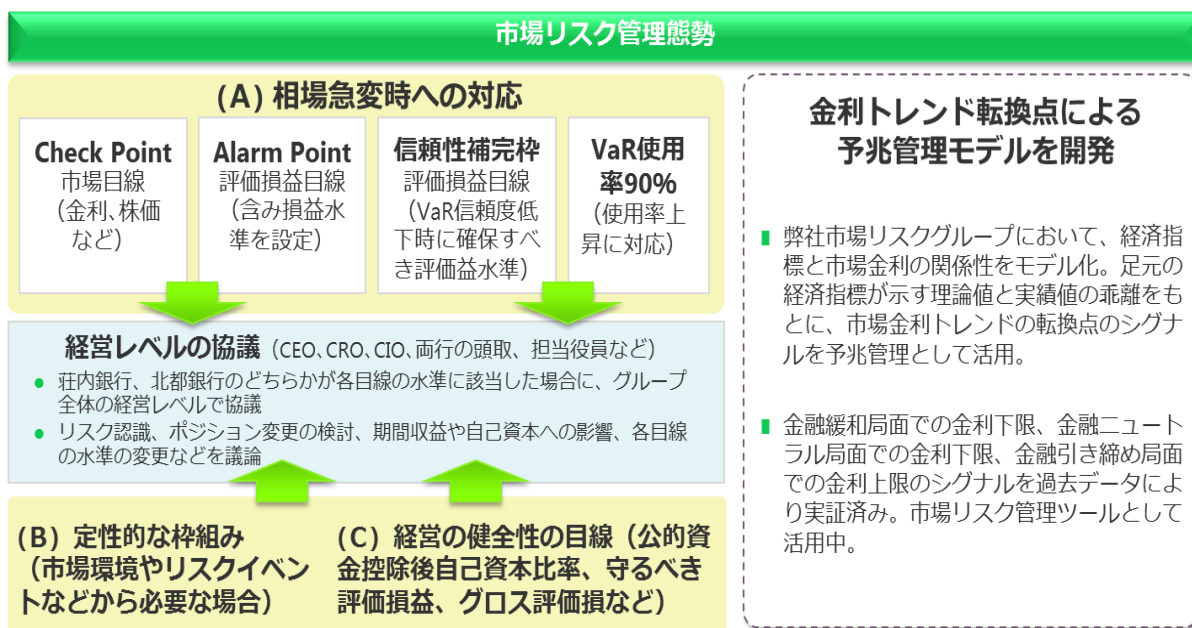 市場リスク管理態勢
(A) 相場急変時への対応
Check Point
市場目線
（金利、株価
など）
Alarm Point
評価損益目線
（含み損益水
準を設定）
信頼性補完枠
評価損益目線
（VaR信頼度低
下時に確保すべ
き評価益水準）
VaR使用
率90%
（使用率上
昇に対応）
経営レベルの協議（CEO、CRO、CIO、両行の頭取、担当役員など）
● 荘内銀行、北都銀行のどちらかが各目線の水準に該当した場合に、グループ
全体の経営レベルで協議
● リスク認識、ポジション変更の検討、期間収益や自己資本への影響、各目線
の水準の変更などを議論
(B) 定性的な枠組み
（市場環境やリスクイベン
トなどから必要な場合）
(C) 経営の健全性の目線（公的資
金控除後自己資本比率、守るべき
評価損益、グロス評価損など）
金利トレンド転換点による
予兆管理モデルを開発
弊社市場リスクグループにおいて、経済指
標と市場金利の関係性をモデル化。足元の
経済指標が示す理論値と実績値の乖離をも
とに、市場金利トレンドの転換点のシグナ
ルを予兆管理として活用。
金融緩和局面での金利下限、金融ニュート
ラル局面での金利下限、金融引き締め局面
での金利上限のシグナルを過去データによ
り実証済み。市場リスク管理ツールとして
活用中。